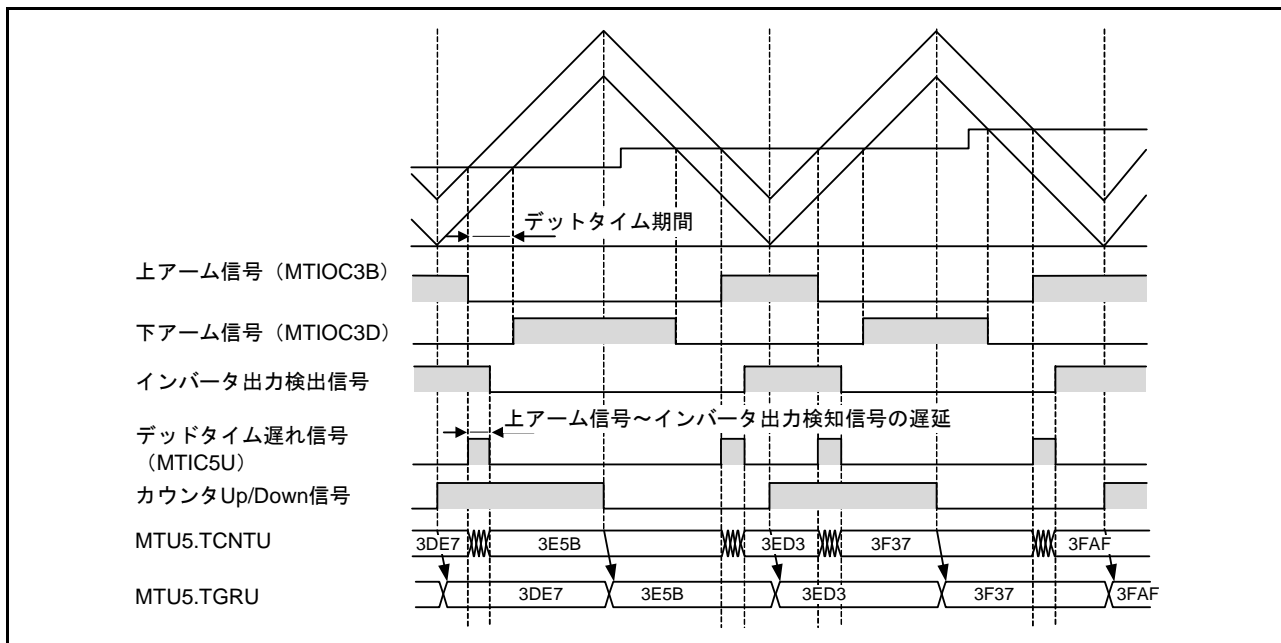 デットタイム期間
上アーム信号（MTIOC3B）
下アーム信号（MTIOC3D）
インバータ出力検出信号
上アーム信号～インバータ出力検知信号の遅延
デッドタイム遅れ信号
（MTIC5U）
カウンタUp/Down信号
MTU5.TCNTU 3DE7 3E5B 3ED3 3F37 3FAF
MTU5.TGRU 3DE7 3E5B 3ED3 3F37 3FAF